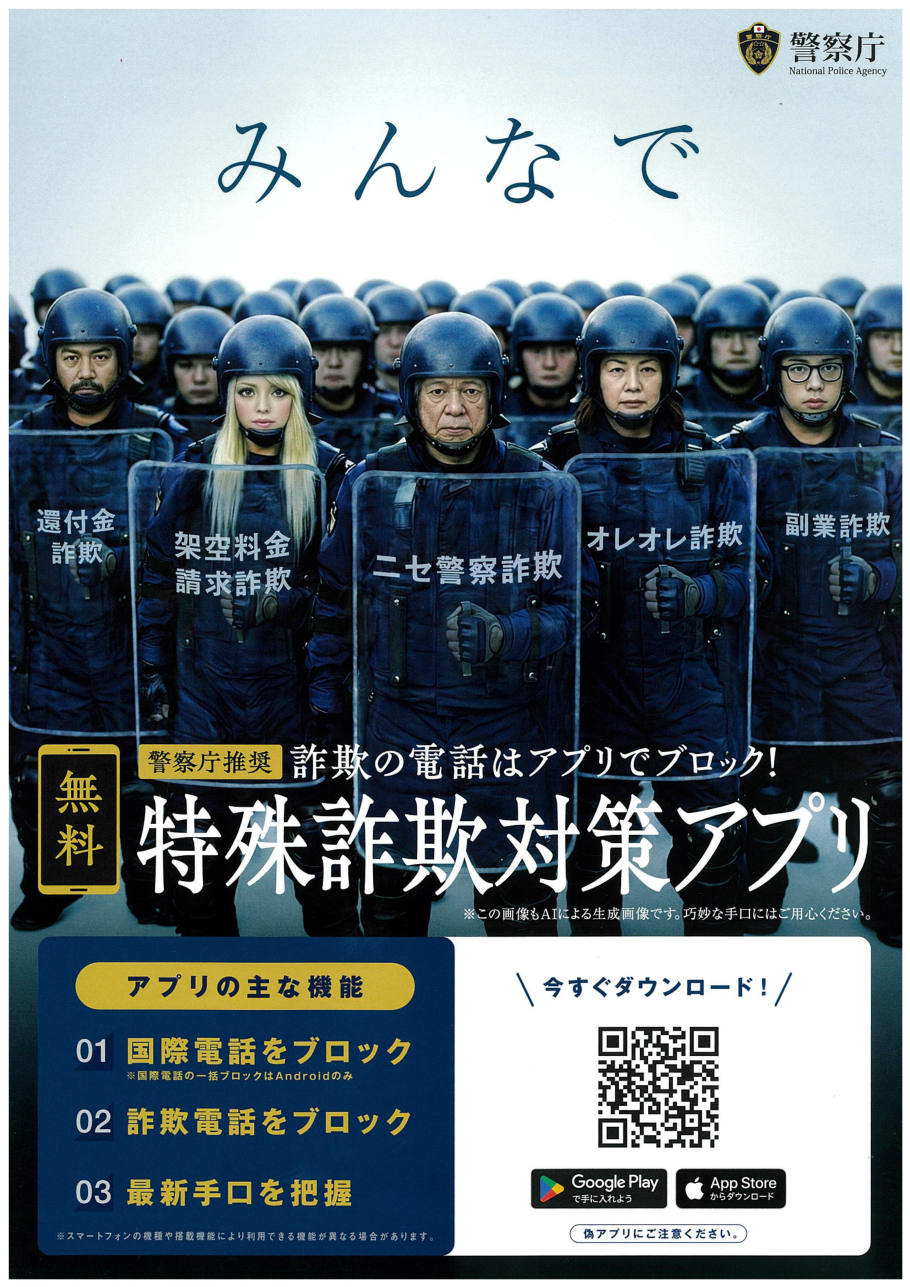 警察庁
National Police Agency
みんなで
還付金
詐欺
架空料金
請求詐欺
ニセ警察詐欺
オレオレ詐欺
副業詐欺
無料
警察庁推奨 詐欺の電話はアプリでブロック!
特殊詐欺対策アプリ
※この画像もAIによる生成画像です。巧妙な手口にはご用心ください。
アプリの主な機能
01 国際電話をブロック
※国際電話の一括ブロックはAndroidのみ
02 詐欺電話をブロック
03 最新手口を把握
※スマートフォンの機種や搭載機能により利用できる機能が異なる場合があります。
今すぐダウンロード!
Google Play
で手に入れよう
App Store
からダウンロード
偽アプリにご注意ください。